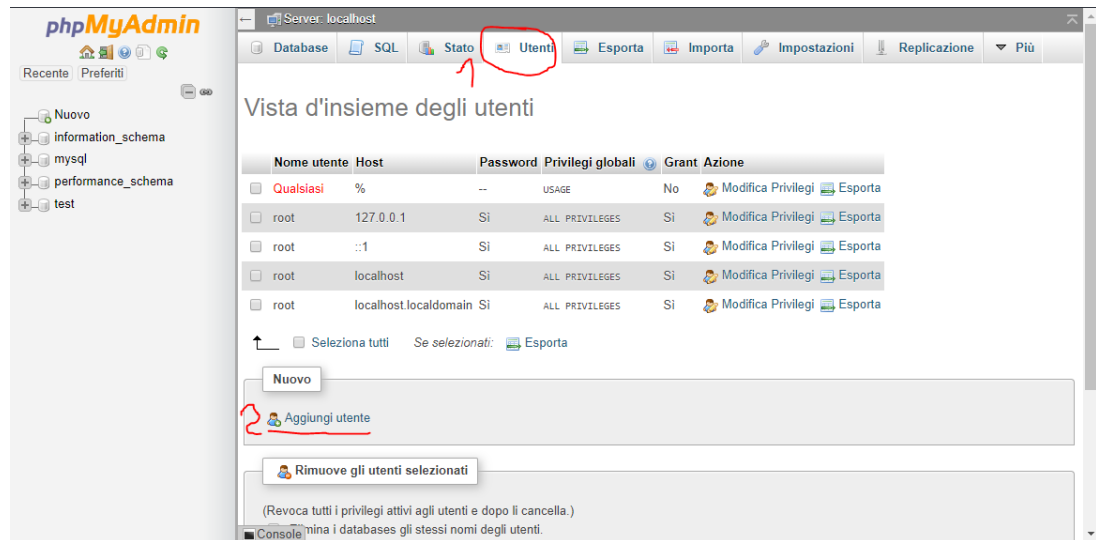 phpMyAdmin
Recente Preferiti
Nuovo
information_schema
mysql
performance_schema
test
Server: localhost
Database SQL Stato Utenti Esporta Importa Impostazioni Replicazione Più
1
Vista d'insieme degli utenti
Nome utente Host Password Privilegi globali Grant Azione
Qualsiasi % -- USAGE No Modifica Privilegi Esporta
root 127.0.0.1 Sì ALL PRIVILEGES Sì Modifica Privilegi Esporta
root ::1 Sì ALL PRIVILEGES Sì Modifica Privilegi Esporta
root localhost Sì ALL PRIVILEGES Sì Modifica Privilegi Esporta
root localhost.localdomain Sì ALL PRIVILEGES Sì Modifica Privilegi Esporta
Seleziona tutti Se selezionati: Esporta
Nuovo
2 Aggiungi utente
Rimuove gli utenti selezionati
(Revoca tutti i privilegi attivi agli utenti e dopo li cancella.)
Console i databases gli stessi nomi degli utenti.